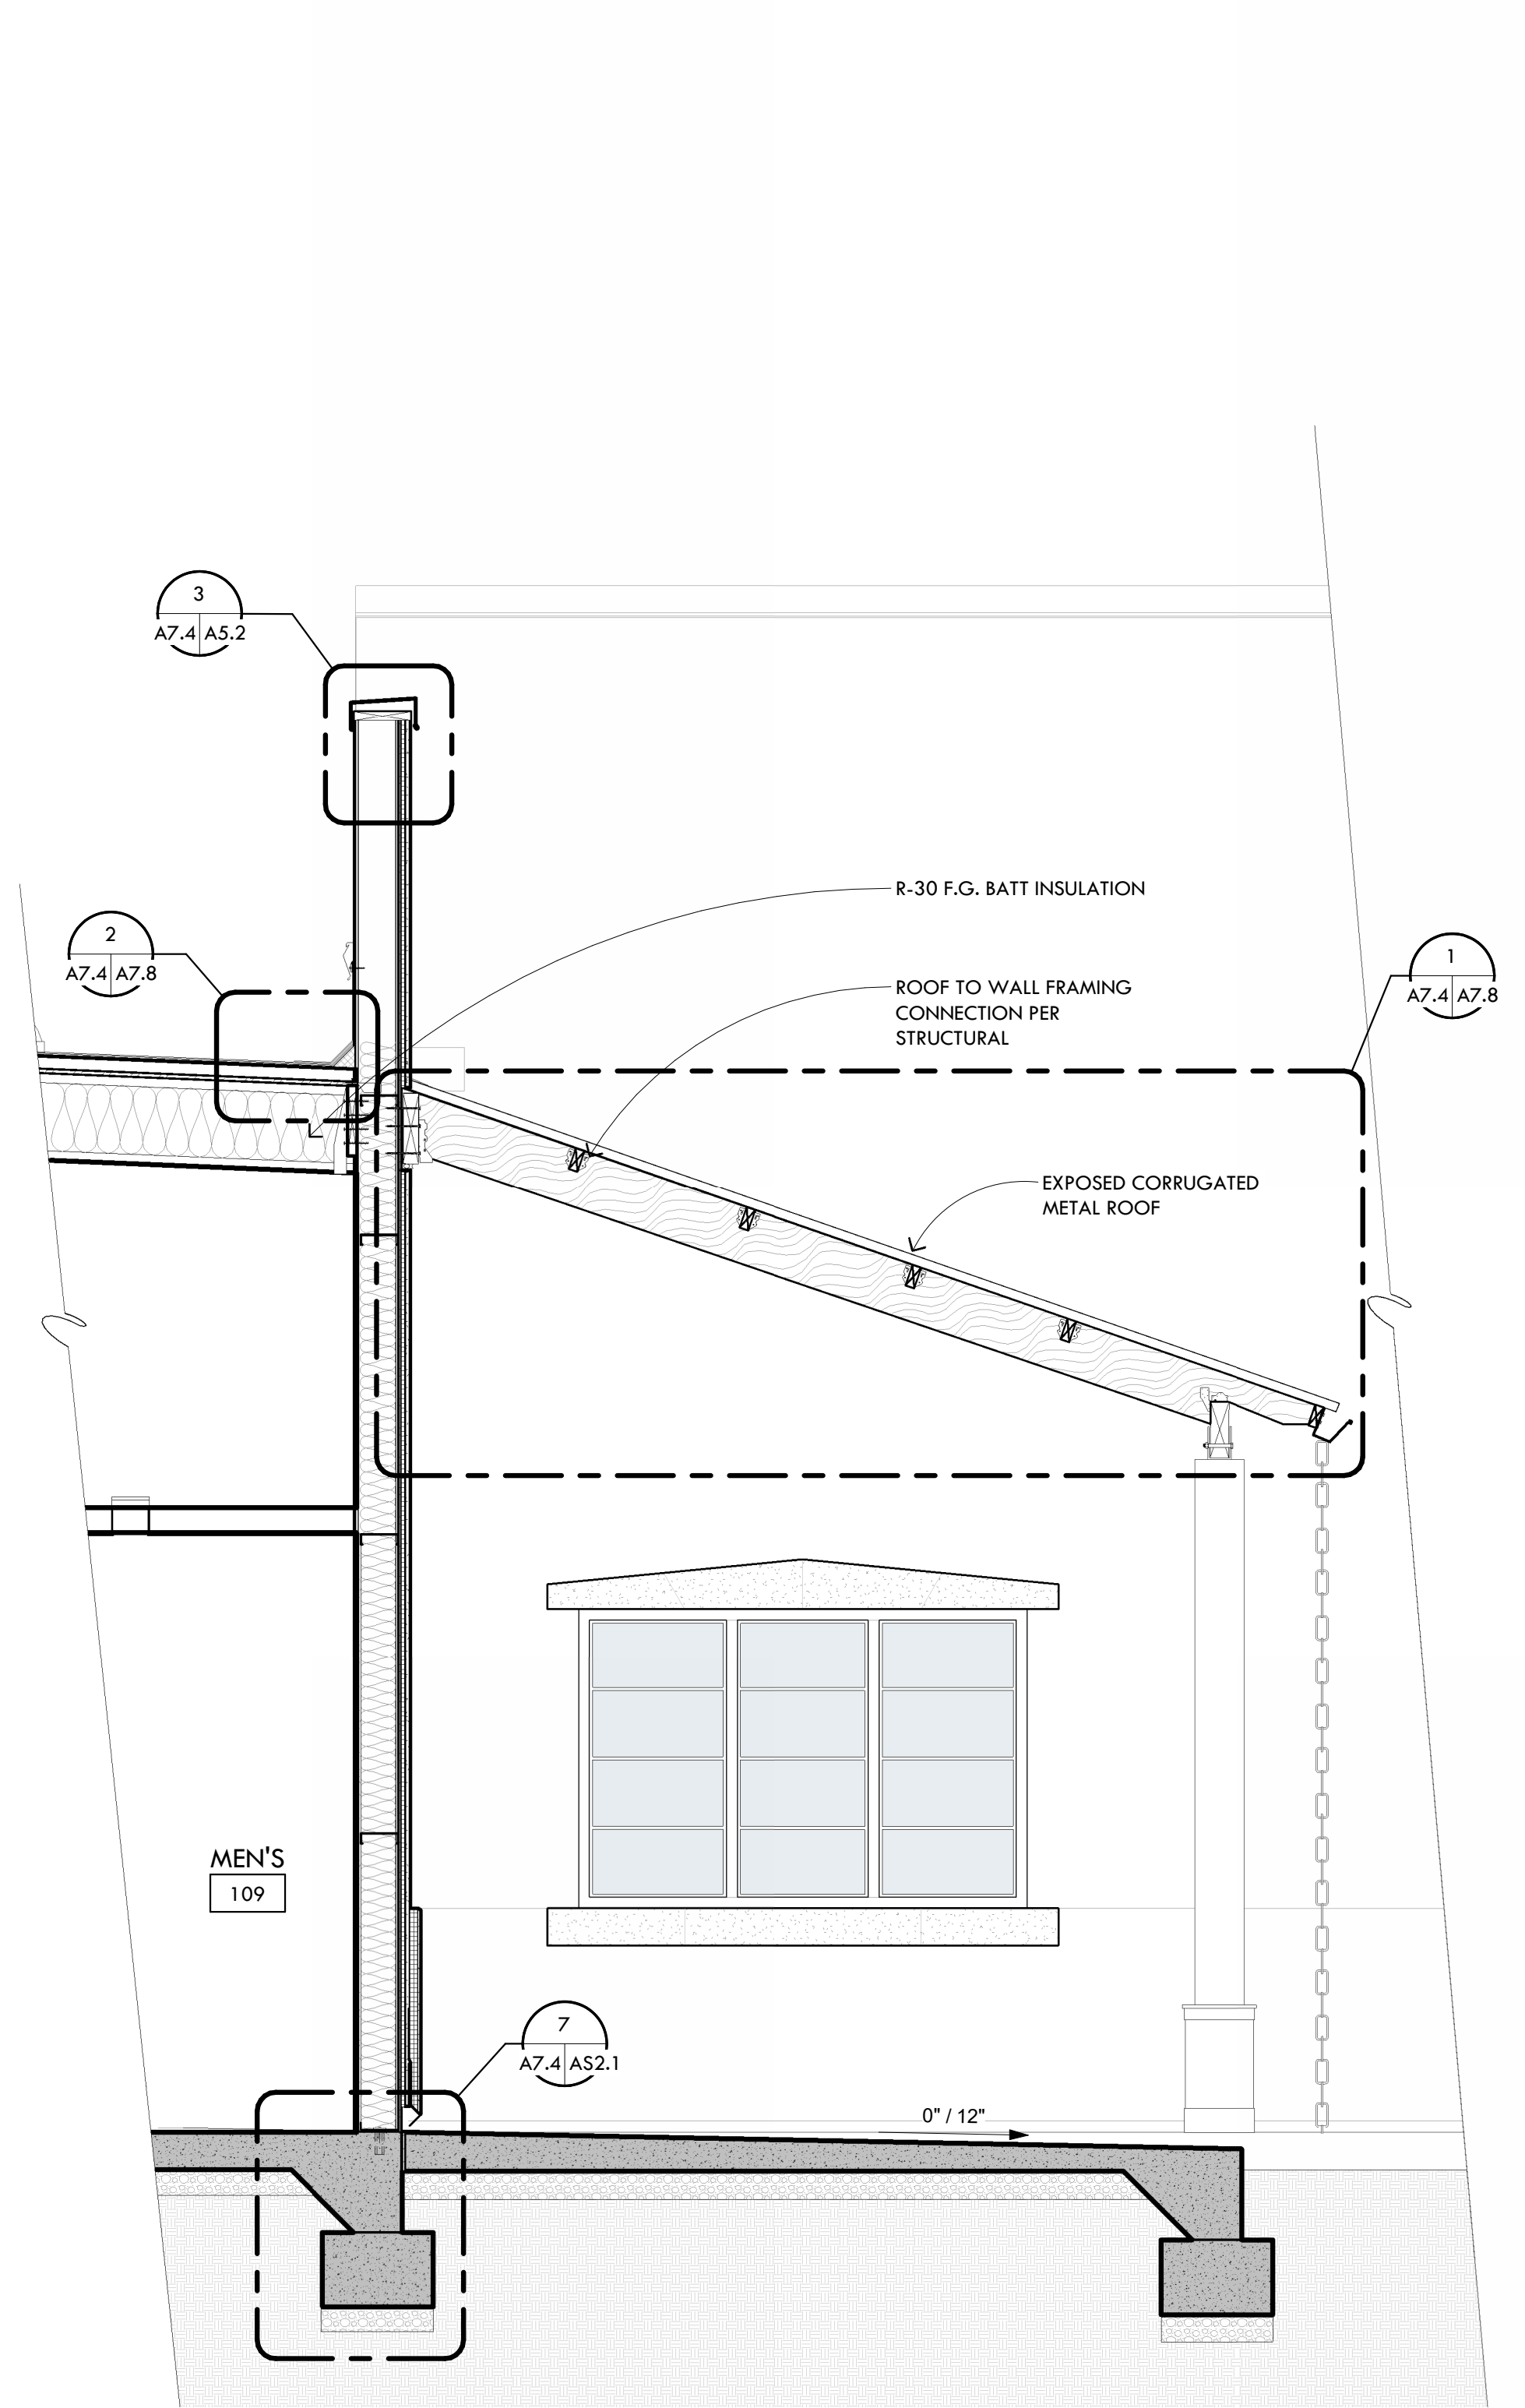 3
A7.4 A5.2
R-30 F.G. BATT INSULATION
2
A7.4 A7.8
1
A7.4 A7.8
ROOF TO WALL FRAMING
CONNECTION PER
STRUCTURAL
EXPOSED CORRUGATED
METAL ROOF
MEN'S
109
7
A7.4 AS2.1
0" / 12"